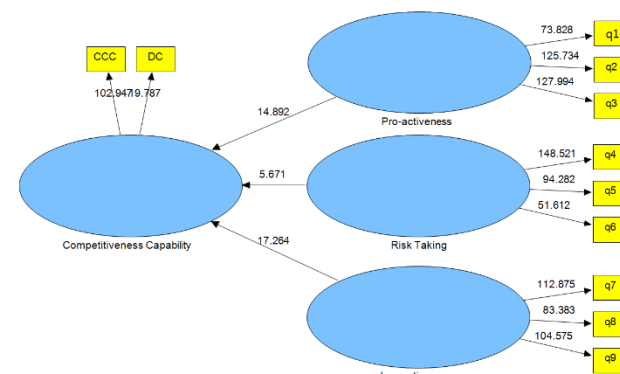 73.828
q1
CCC
DC
125.734
q2
102.947
19.787
127.994
q3
14.892
Pro-activeness
148.521
q4
5.671
94.282
q5
51.612
q6
Competitiveness Capability
Risk Taking
17.264
112.875
q7
83.383
q8
104.575
q9